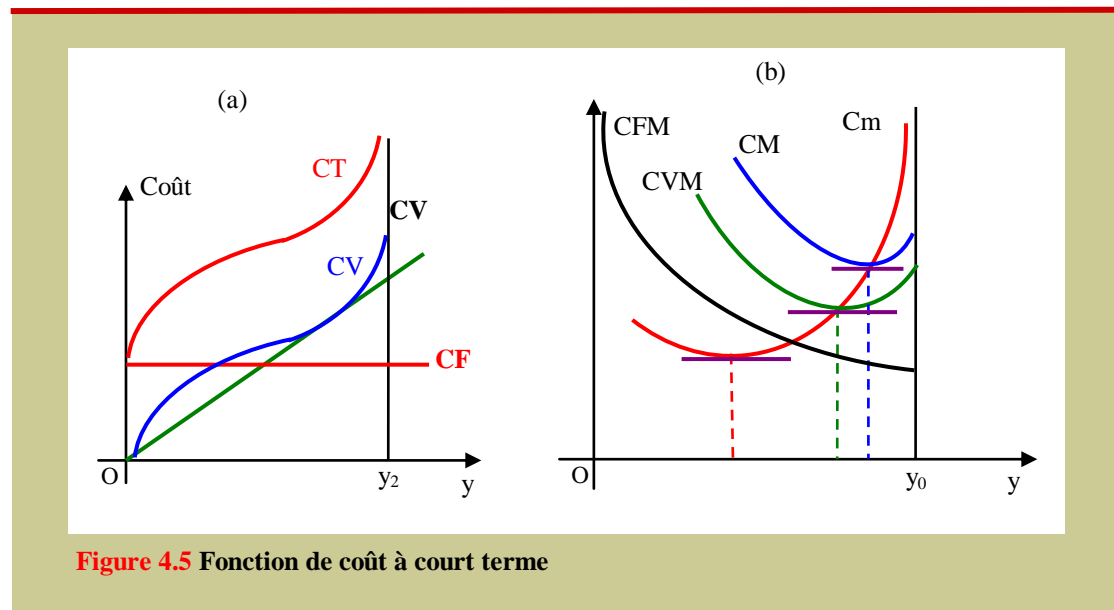 (a)
(b)
Coût
CT
CV
CV
CF
O
y₂
y
CFM
CVM
CM
Cm
O
y₀
y
Figure 4.5 Fonction de coût à court terme